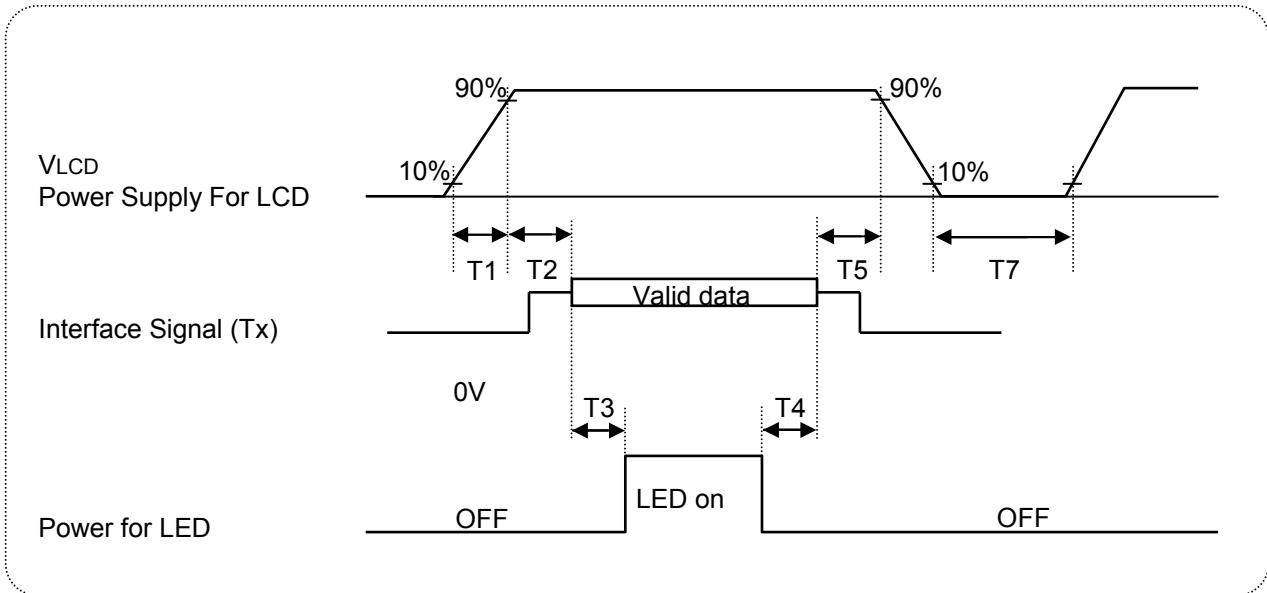 90%
90%
VLCD
10%
10%
Power Supply For LCD
T1
T2
T5
T7
Valid data
Interface Signal (Tx)
0V
T3
T4
LED on
Power for LED
OFF
OFF